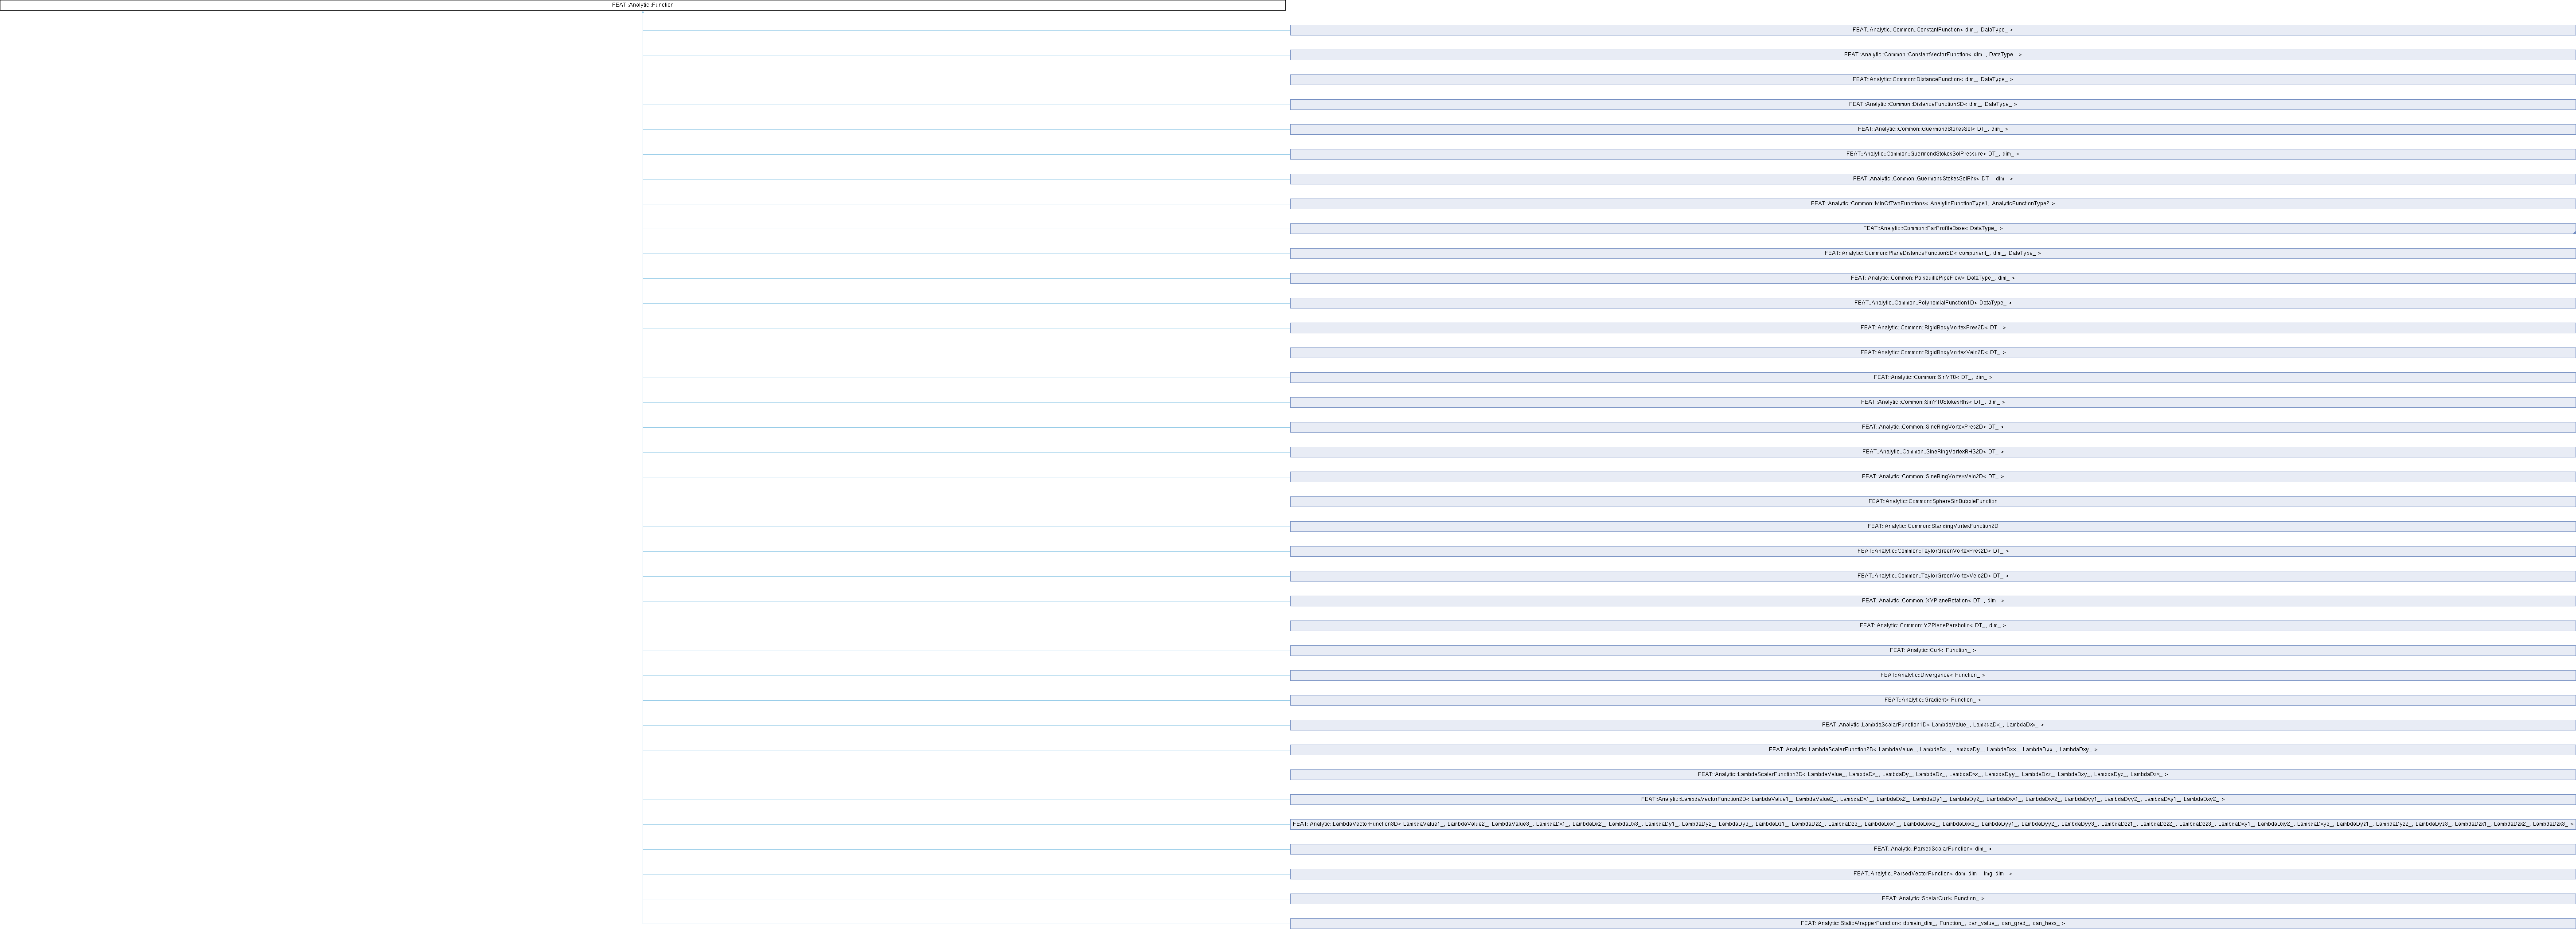 FEAT::Analytic::Function
FEAT::Analytic::Common::ConstantFunction< dim_, DataType_ >
FEAT::Analytic::Common::ConstantVectorFunction< dim_, DataType_ >
FEAT::Analytic::Common::DistanceFunction< dim_, DataType_ >
FEAT::Analytic::Common::DistanceFunctionSD< dim_, DataType_ >
FEAT::Analytic::Common::GuermondStokesSol< DT_, dim_ >
FEAT::Analytic::Common::GuermondStokesSolPressure< DT_, dim_ >
FEAT::Analytic::Common::GuermondStokesSolRhs< DT_, dim_ >
FEAT::Analytic::Common::MinOfTwoFunctions< AnalyticFunctionType1, AnalyticFunctionType2 >
FEAT::Analytic::Common::ParProfileBase< DataType_ >
FEAT::Analytic::Common::PlaneDistanceFunctionSD< component_, dim_, DataType_ >
FEAT::Analytic::Common::PoiseuillePipeFlow< DataType_, dim_ >
FEAT::Analytic::Common::PolynomialFunction1D< DataType_ >
FEAT::Analytic::Common::RigidBodyVortexPres2D< DT_ >
FEAT::Analytic::Common::RigidBodyVortexVelo2D< DT_ >
FEAT::Analytic::Common::SinYT0< DT_, dim_ >
FEAT::Analytic::Common::SinYT0StokesRhs< DT_, dim_ >
FEAT::Analytic::Common::SineRingVortexPres2D< DT_ >
FEAT::Analytic::Common::SineRingVortexRHS2D< DT_ >
FEAT::Analytic::Common::SineRingVortexVelo2D< DT_ >
FEAT::Analytic::Common::SphereSinBubbleFunction
FEAT::Analytic::Common::StandingVortexFunction2D
FEAT::Analytic::Common::TaylorGreenVortexPres2D< DT_ >
FEAT::Analytic::Common::TaylorGreenVortexVelo2D< DT_ >
FEAT::Analytic::Common::XYPlaneRotation< DT_, dim_ >
FEAT::Analytic::Common::YZPlaneParabolic< DT_, dim_ >
FEAT::Analytic::Curl< Function_ >
FEAT::Analytic::Divergence< Function_ >
FEAT::Analytic::Gradient< Function_ >
FEAT::Analytic::LambdaScalarFunction1D< LambdaValue_, LambdaDx_, LambdaDxx_ >
FEAT::Analytic::LambdaScalarFunction2D< LambdaValue_, LambdaDx_, LambdaDy_, LambdaDxx_, LambdaDyy_, LambdaDxy_ >
FEAT::Analytic::LambdaScalarFunction3D< LambdaValue_, LambdaDx_, LambdaDy_, LambdaDz_, LambdaDxx_, LambdaDyy_, LambdaDzz_, LambdaDxy_, LambdaDyz_, LambdaDzx_ >
FEAT::Analytic::LambdaVectorFunction2D< LambdaValue1_, LambdaValue2_, LambdaDx1_, LambdaDx2_, LambdaDy1_, LambdaDy2_, LambdaDxx1_, LambdaDxx2_, LambdaDyy1_, LambdaDyy2_, LambdaDxy1_, LambdaDxy2_ >
FEAT::Analytic::LambdaVectorFunction3D< LambdaValue1_, LambdaValue2_, LambdaValue3_, LambdaDx1_, LambdaDx2_, LambdaDx3_, LambdaDy1_, LambdaDy2_, LambdaDy3_, LambdaDz1_, LambdaDz2_, LambdaDz3_, LambdaDxx1_, LambdaDxx2_, LambdaDxx3_, LambdaDyy1_, LambdaDyy2_, LambdaDyy3_, LambdaDzz1_, LambdaDzz2_, LambdaDzz3_, LambdaDxy1_, LambdaDxy2_, LambdaDxy3_, LambdaDyz1_, LambdaDyz2_, LambdaDyz3_, LambdaDzx1_, LambdaDzx2_, LambdaDzx3_ >
FEAT::Analytic::ParsedScalarFunction< dim_ >
FEAT::Analytic::ParsedVectorFunction< dom_dim_, img_dim_ >
FEAT::Analytic::ScalarCurl< Function_ >
FEAT::Analytic::StaticWrapperFunction< domain_dim_, Function_, can_value_, can_grad_, can_hess_ >